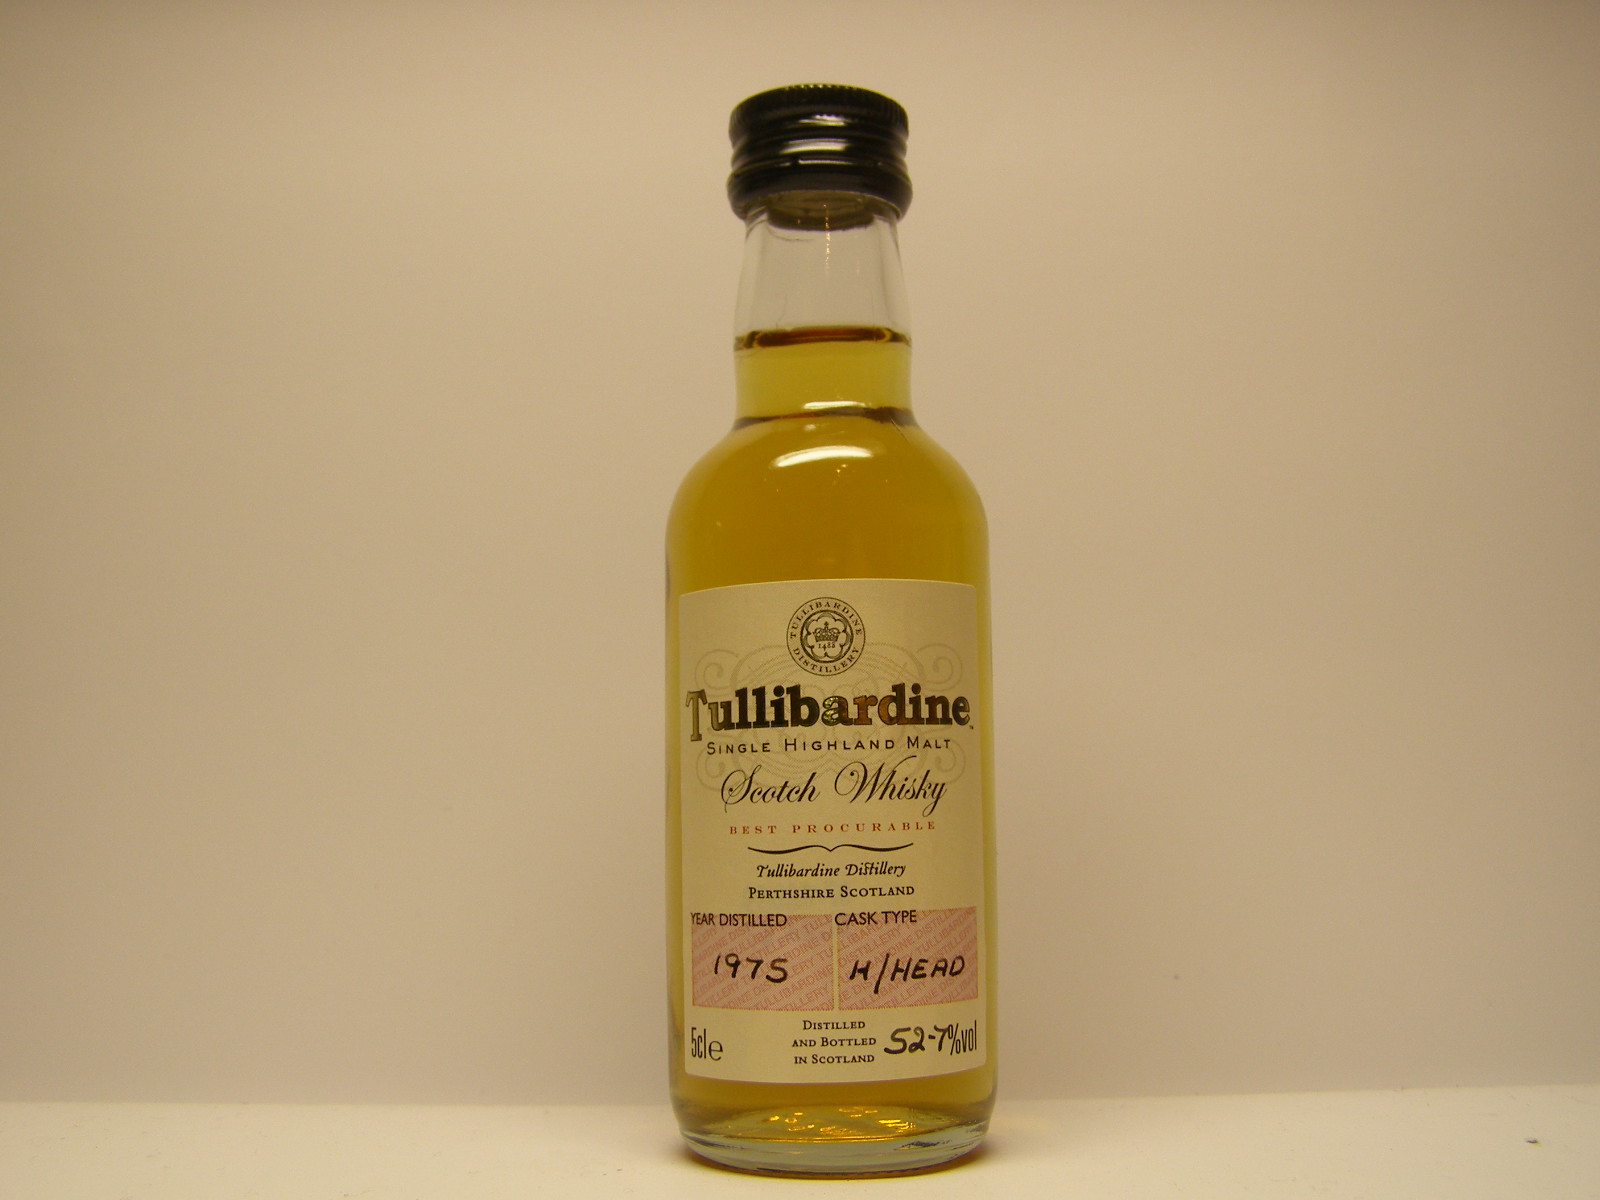 TULLIBARDINE
1488
DISTILLERY
Tullibardine
SINGLE HIGHLAND MALT
Scotch Whisky
BEST PROCURABLE
Tullibardine Distillery
PERTHSHIRE SCOTLAND
YEAR DISTILLED CASK TYPE
1975 H/HEAD
DISTILLED
AND BOTTLED
IN SCOTLAND
5cl e 52-7%vol